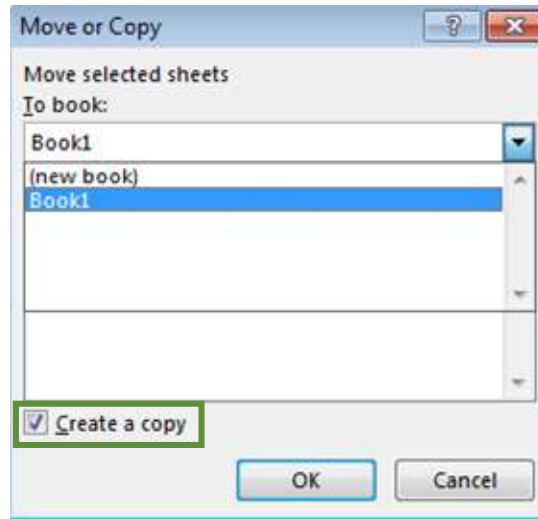 Move or Copy
Move selected sheets
To book:
Book1
(new book)
Book1
Create a copy
OK Cancel